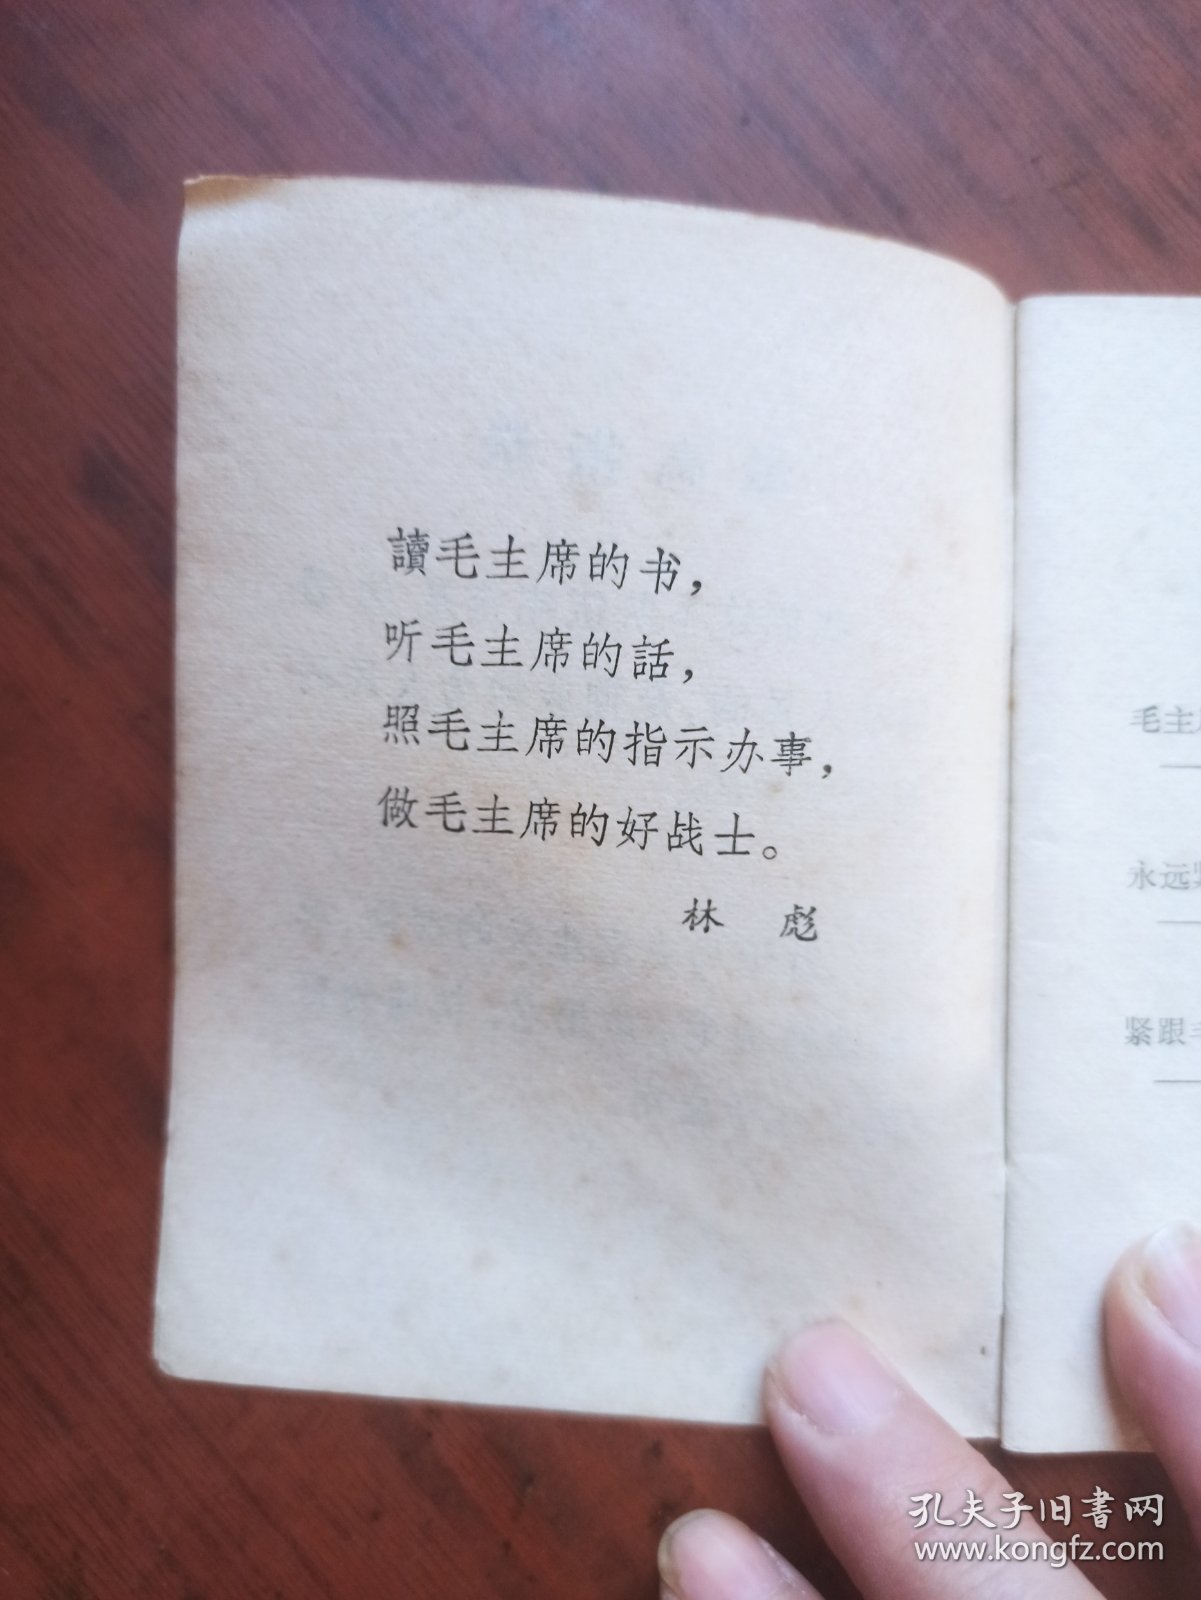 讀毛主席的书，
听毛主席的話，
照毛主席的指示办事，
做毛主席的好战士。
林 彪
毛主
永远
紧跟
孔夫子旧書网
www.kongfz.com